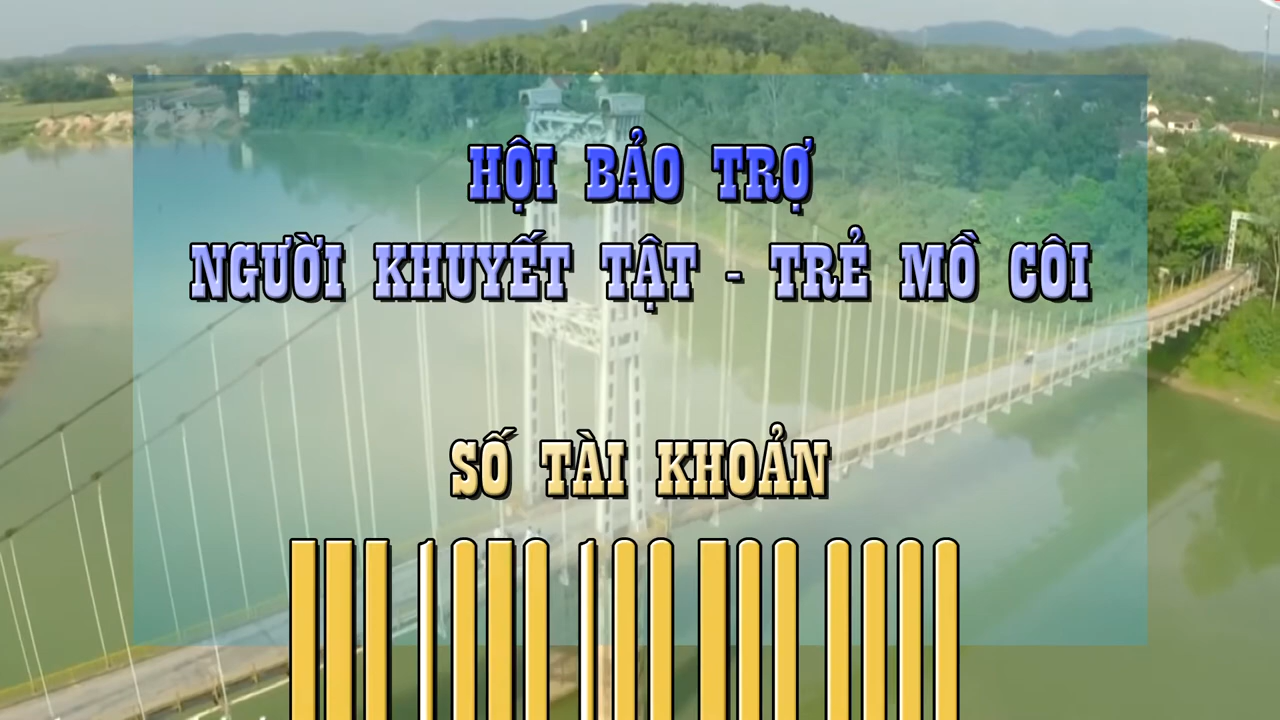 HỘI BẢO TRỢ
NGƯỜI KHUYẾT TẬT - TRẺ MỒ CÔI
SỐ TÀI KHOẢN